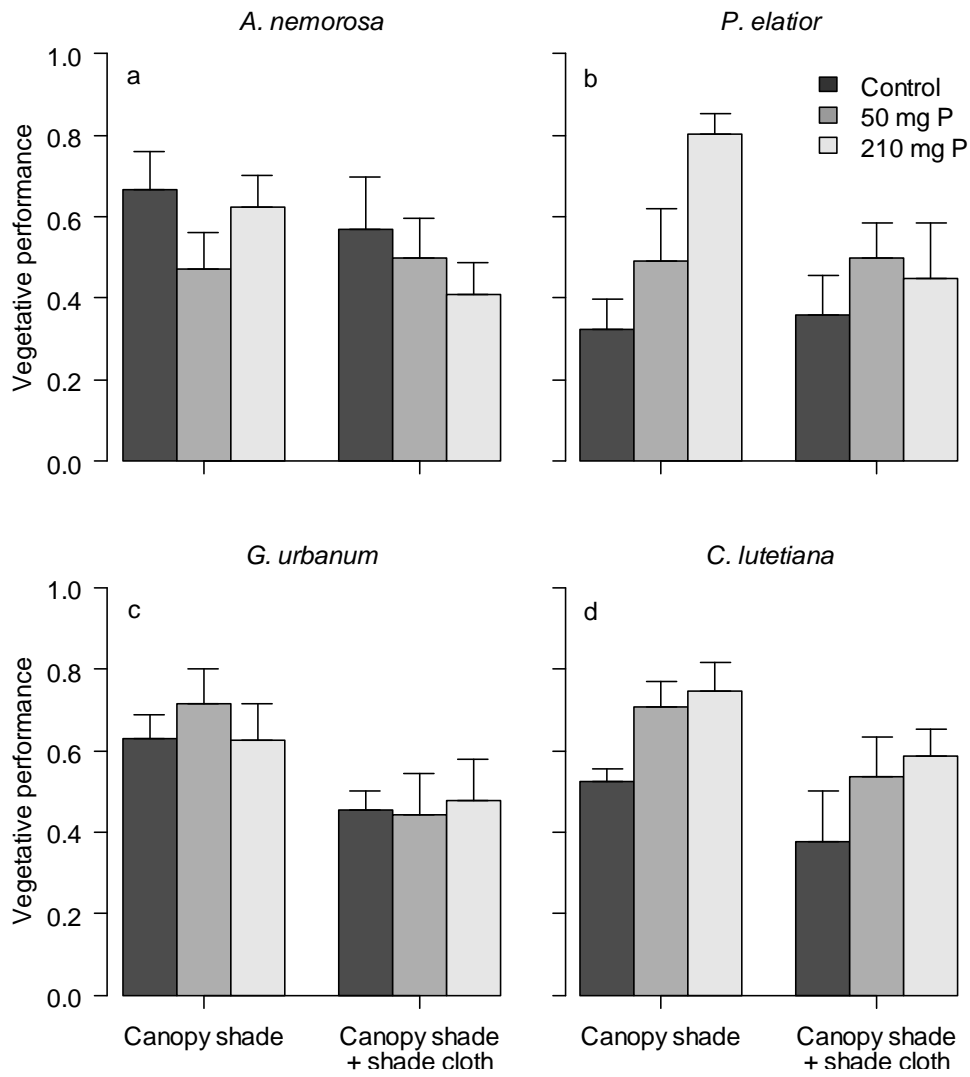 A. nemorosa
P. elatior
a
b
Control
50 mg P
210 mg P
Vegetative performance
1.0
0.8
0.6
0.4
0.2
0.0
G. urbanum
C. lutetiana
c
d
Vegetative performance
1.0
0.8
0.6
0.4
0.2
0.0
Canopy shade
Canopy shade
+ shade cloth
Canopy shade
Canopy shade
+ shade cloth